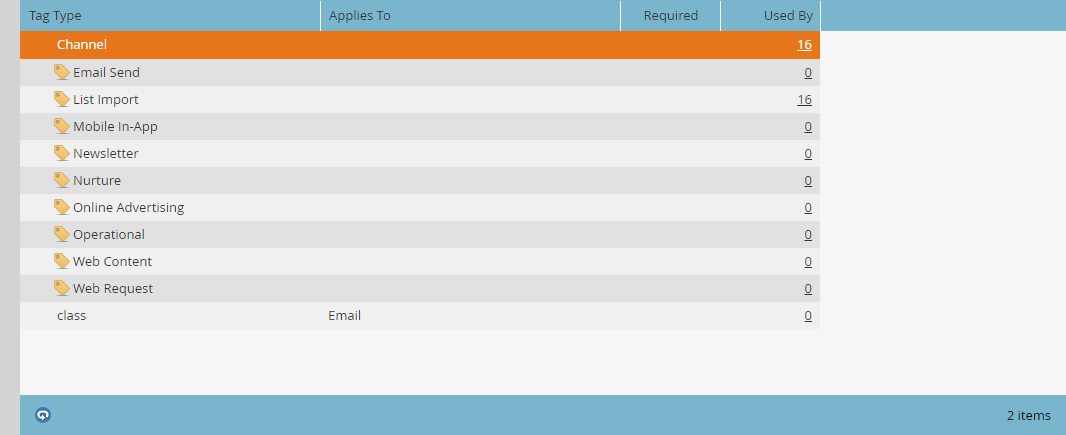 Tag Type Applies To Required Used By
Channel 16
Email Send 0
List Import 16
Mobile In-App 0
Newsletter 0
Nurture 0
Online Advertising 0
Operational 0
Web Content 0
Web Request 0
class Email 0
2 items